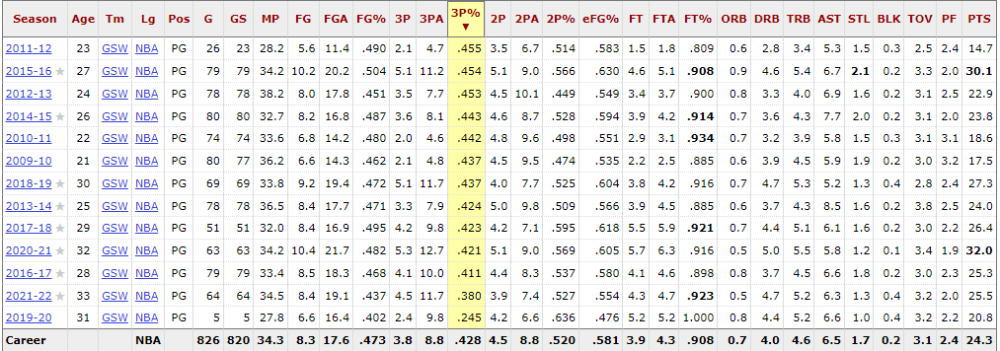 Season Age Tm Lg Pos G GS MP FG FGA FG% 3P 3PA 3P% ▼ 2P 2PA 2P% eFG% FT FTA FT% ORB DRB TRB AST STL BLK TOV PF PTS
2011-12 23 GSW NBA PG 26 23 28.2 5.6 11.4 .490 2.1 4.7 .455 3.5 6.7 .514 .583 1.5 1.8 .809 0.6 2.8 3.4 5.3 1.5 0.3 2.5 2.4 14.7
2015-16 ★ 27 GSW NBA PG 79 79 34.2 10.2 20.2 .504 5.1 11.2 .454 5.1 9.0 .566 .630 4.6 5.1 .908 0.9 4.6 5.4 6.7 2.1 0.2 3.3 2.0 30.1
2012-13 24 GSW NBA PG 78 78 38.2 8.0 17.8 .451 3.5 7.7 .453 4.5 10.1 .449 .549 3.4 3.7 .900 0.8 3.3 4.0 6.9 1.6 0.2 3.1 2.5 22.9
2014-15 ★ 26 GSW NBA PG 80 80 32.7 8.2 16.8 .487 3.6 8.1 .443 4.6 8.7 .528 .594 3.9 4.2 .914 0.7 3.6 4.3 7.7 2.0 0.2 3.1 2.0 23.8
2010-11 22 GSW NBA PG 74 74 33.6 6.8 14.2 .480 2.0 4.6 .442 4.8 9.6 .498 .551 2.9 3.1 .934 0.7 3.2 3.9 5.8 1.5 0.3 3.1 3.1 18.6
2009-10 21 GSW NBA PG 80 77 36.2 6.6 14.3 .462 2.1 4.8 .437 4.5 9.5 .474 .535 2.2 2.5 .885 0.6 3.9 4.5 5.9 1.9 0.2 3.0 3.2 17.5
2018-19 ★ 30 GSW NBA PG 69 69 33.8 9.2 19.4 .472 5.1 11.7 .437 4.0 7.7 .525 .604 3.8 4.2 .916 0.7 4.7 5.3 5.2 1.3 0.4 2.8 2.4 27.3
2013-14 ★ 25 GSW NBA PG 78 78 36.5 8.4 17.7 .471 3.3 7.9 .424 5.0 9.8 .509 .566 3.9 4.5 .885 0.6 3.7 4.3 8.5 1.6 0.2 3.8 2.5 24.0
2017-18 ★ 29 GSW NBA PG 51 51 32.0 8.4 16.9 .495 4.2 9.8 .423 4.2 7.1 .595 .618 5.5 5.9 .921 0.7 4.4 5.1 6.1 1.6 0.2 3.0 2.2 26.4
2020-21 ★ 32 GSW NBA PG 63 63 34.2 10.4 21.7 .482 5.3 12.7 .421 5.1 9.0 .569 .605 5.7 6.3 .916 0.5 5.0 5.5 5.8 1.2 0.1 3.4 1.9 32.0
2016-17 ★ 28 GSW NBA PG 79 79 33.4 8.5 18.3 .468 4.1 10.0 .411 4.4 8.3 .537 .580 4.1 4.6 .898 0.8 3.7 4.5 6.6 1.8 0.2 3.0 2.3 25.3
2021-22 ★ 33 GSW NBA PG 64 64 34.5 8.4 19.1 .437 4.5 11.7 .380 3.9 7.4 .527 .554 4.3 4.7 .923 0.5 4.7 5.2 6.3 1.3 0.4 3.2 2.0 25.5
2019-20 31 GSW NBA PG 5 5 27.8 6.6 16.4 .402 2.4 9.8 .245 4.2 6.6 .636 .476 5.2 5.2 1.000 0.8 4.4 5.2 6.6 1.0 0.4 3.2 2.2 20.8
Career NBA 826 820 34.3 8.3 17.6 .473 3.8 8.8 .428 4.5 8.8 .520 .581 3.9 4.3 .908 0.7 4.0 4.6 6.5 1.7 0.2 3.1 2.4 24.3